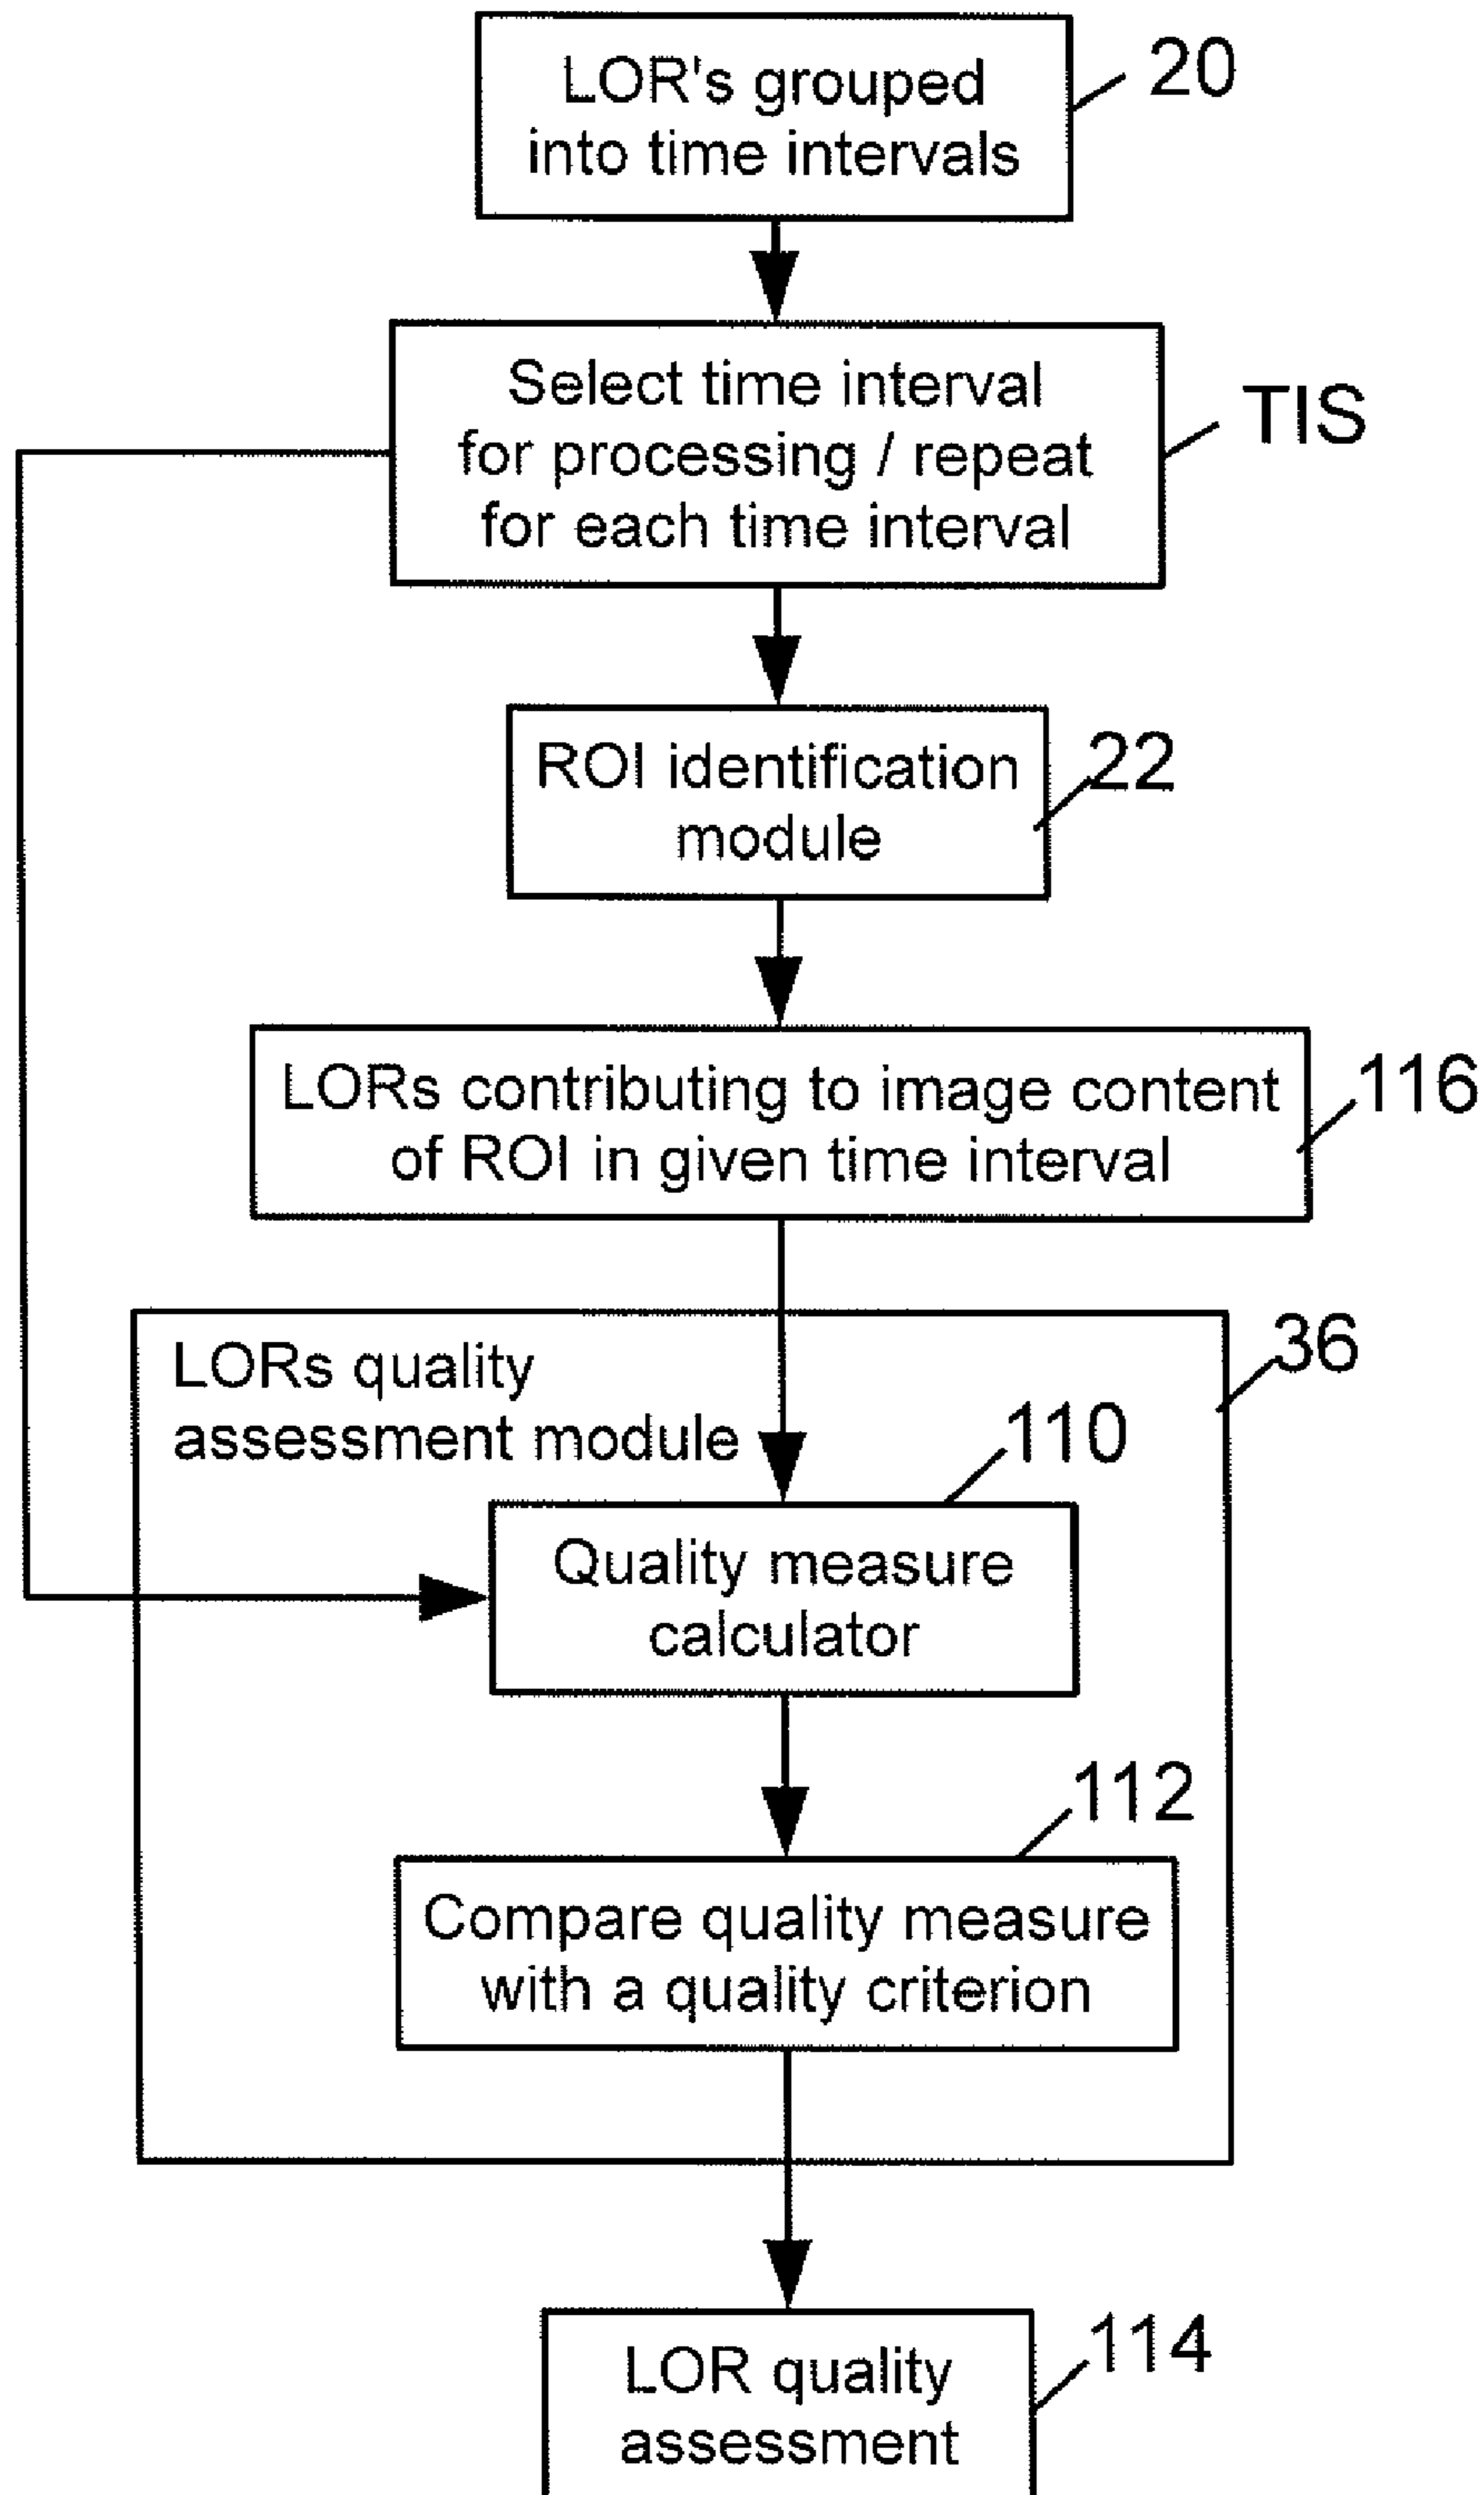 LOR's grouped
into time intervals
20
Select time interval
for processing / repeat
for each time interval
TIS
ROI identification
module
22
LORs contributing to image content
of ROI in given time interval
116
LORs quality
assessment module
36
110
Quality measure
calculator
112
Compare quality measure
with a quality criterion
LOR quality
assessment
114